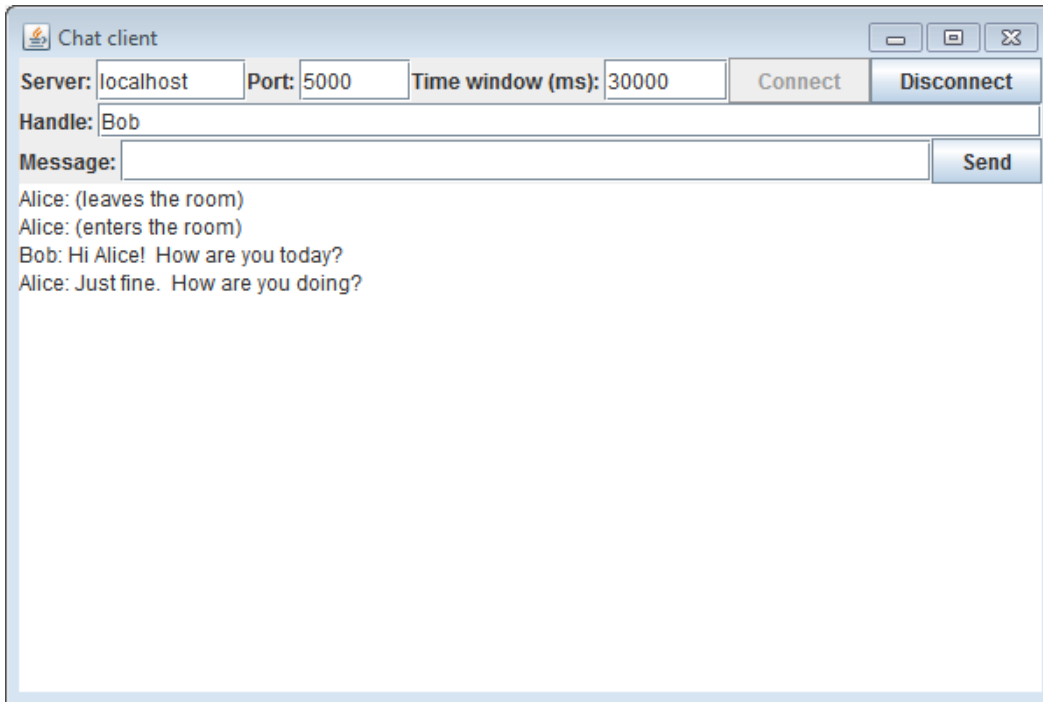 Chat client
Server: localhost Port: 5000 Time window (ms): 30000 Connect Disconnect
Handle: Bob
Message: Send
Alice: (leaves the room)
Alice: (enters the room)
Bob: Hi Alice!  How are you today?
Alice: Just fine.  How are you doing?